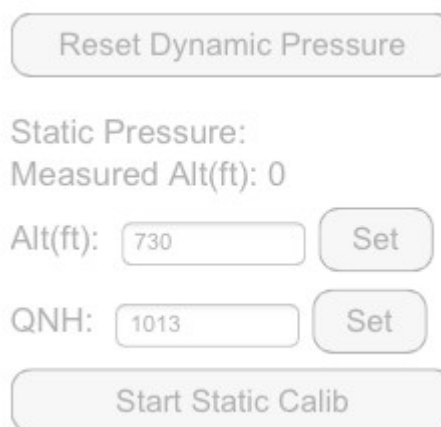 Reset Dynamic Pressure
Static Pressure:
Measured Alt(ft): 0
Alt(ft): 730 Set
QNH: 1013 Set
Start Static Calib